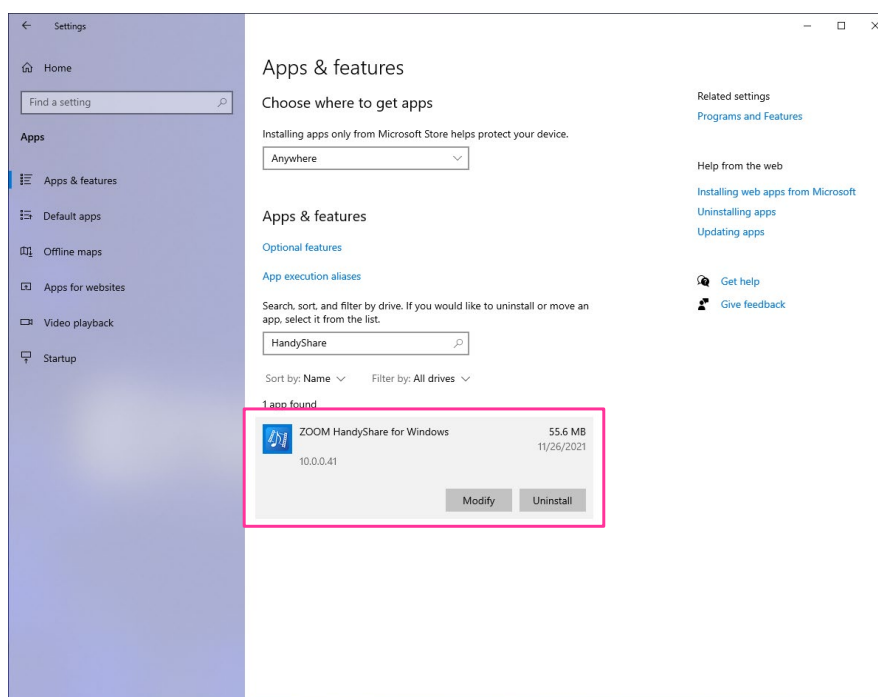 Settings
Home
Find a setting
Apps
Apps & features
Default apps
Offline maps
Apps for websites
Video playback
Startup
Apps & features
Choose where to get apps
Installing apps only from Microsoft Store helps protect your device.
Anywhere
Apps & features
Optional features
App execution aliases
Search, sort, and filter by drive. If you would like to uninstall or move an
app, select it from the list.
HandyShare
Sort by: Name Filter by: All drives
1 app found
ZOOM HandyShare for Windows 55.6 MB
11/26/2021
10.0.0.41
Modify Uninstall
Related settings
Programs and Features
Help from the web
Installing web apps from Microsoft
Uninstalling apps
Updating apps
Get help
Give feedback